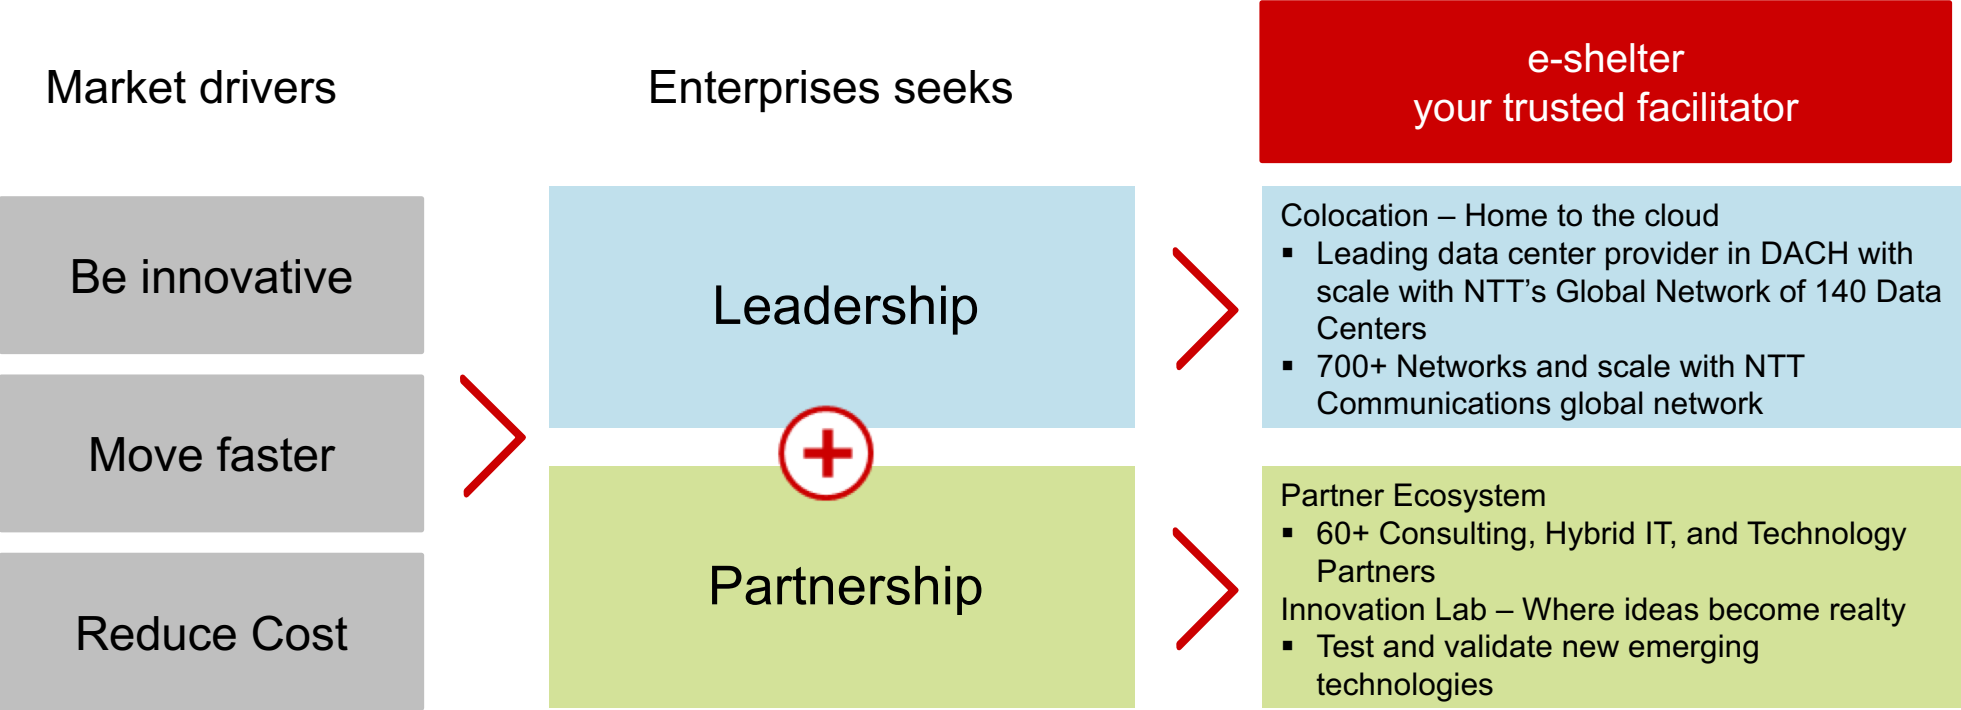 Market drivers
Enterprises seeks
e-shelter
your trusted facilitator
Be innovative
Move faster
Reduce Cost
Leadership
Partnership
Colocation – Home to the cloud
▪ Leading data center provider in DACH with
scale with NTT’s Global Network of 140 Data
Centers
▪ 700+ Networks and scale with NTT
Communications global network
Partner Ecosystem
▪ 60+ Consulting, Hybrid IT, and Technology
Partners
Innovation Lab – Where ideas become realty
▪ Test and validate new emerging
technologies